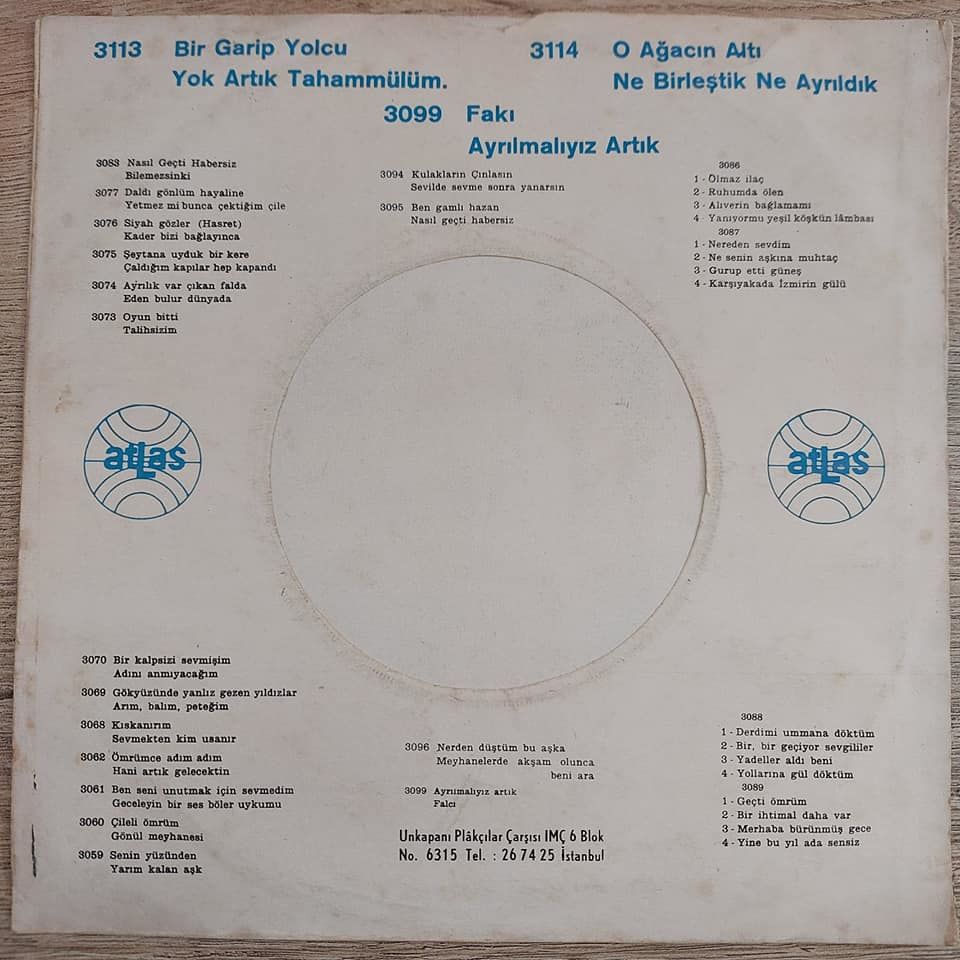 3113 Bir Garip Yolcu
Yok Artık Tahammülüm.
3114 O Ağacın Altı
Ne Birleştik Ne Ayrıldık
3099 Fakı
Ayrılmalıyız Artık
3083 Nasıl Geçti Habersiz
Bilemezsinki
3077 Daldı gönlüm hayaline
Yetmez mi bunca çektiğim çile
3076 Siyah gözler (Hasret)
Kader bizi bağlayınca
3075 Şeytana uyduk bir kere
Çaldığım kapılar hep kapandı
3074 Ayrılık var çıkan falda
Eden bulur dünyada
3073 Oyun bitti
Talihsizim
3094 Kulakların Çınlasın
Sevilde sevme sonra yanarsın
3095 Ben gamlı hazan
Nasıl geçti habersiz
3086
1 - Olmaz ilaç
2 - Ruhumda ölen
3 - Alıverin bağlamamı
4 - Yanıyormu yeşil köşkün lâmbası
3087
1 - Nereden sevdim
2 - Ne senin aşkına muhtaç
3 - Gurup etti güneş
4 - Karşıyakada İzmirin gülü
atlas
atlas
3070 Bir kalpsizi sevmişim
Adını anmıyacağım
3069 Gökyüzünde yanlız gezen yıldızlar
Arım, balım, peteğim
3068 Kıskanırım
Sevmekten kim usanır
3062 Ömrümce adım adım
Hani artık gelecektin
3061 Ben seni unutmak için sevmedim
Geceleyin bir ses böler uykumu
3060 Çileli ömrüm
Gönül meyhanesi
3059 Senin yüzünden
Yarım kalan aşk
3096 Nerden düştüm bu aşka
Meyhanelerde akşam olunca
beni ara
3099 Ayrıımalıyız artık
Falcı
Unkapanı Plâkçılar Çarşısı İMÇ 6 Blok
No. 6315 Tel. : 26 74 25 İstanbul
3088
1 - Derdimi ummana döktüm
2 - Bir, bir geçiyor sevgililer
3 - Yadeller aldı beni
4 - Yollarına gül döktüm
3089
1 - Geçti ömrüm
2 - Bir ihtimal daha var
3 - Merhaba bürünmüş gece
4 - Yine bu yıl ada sensiz